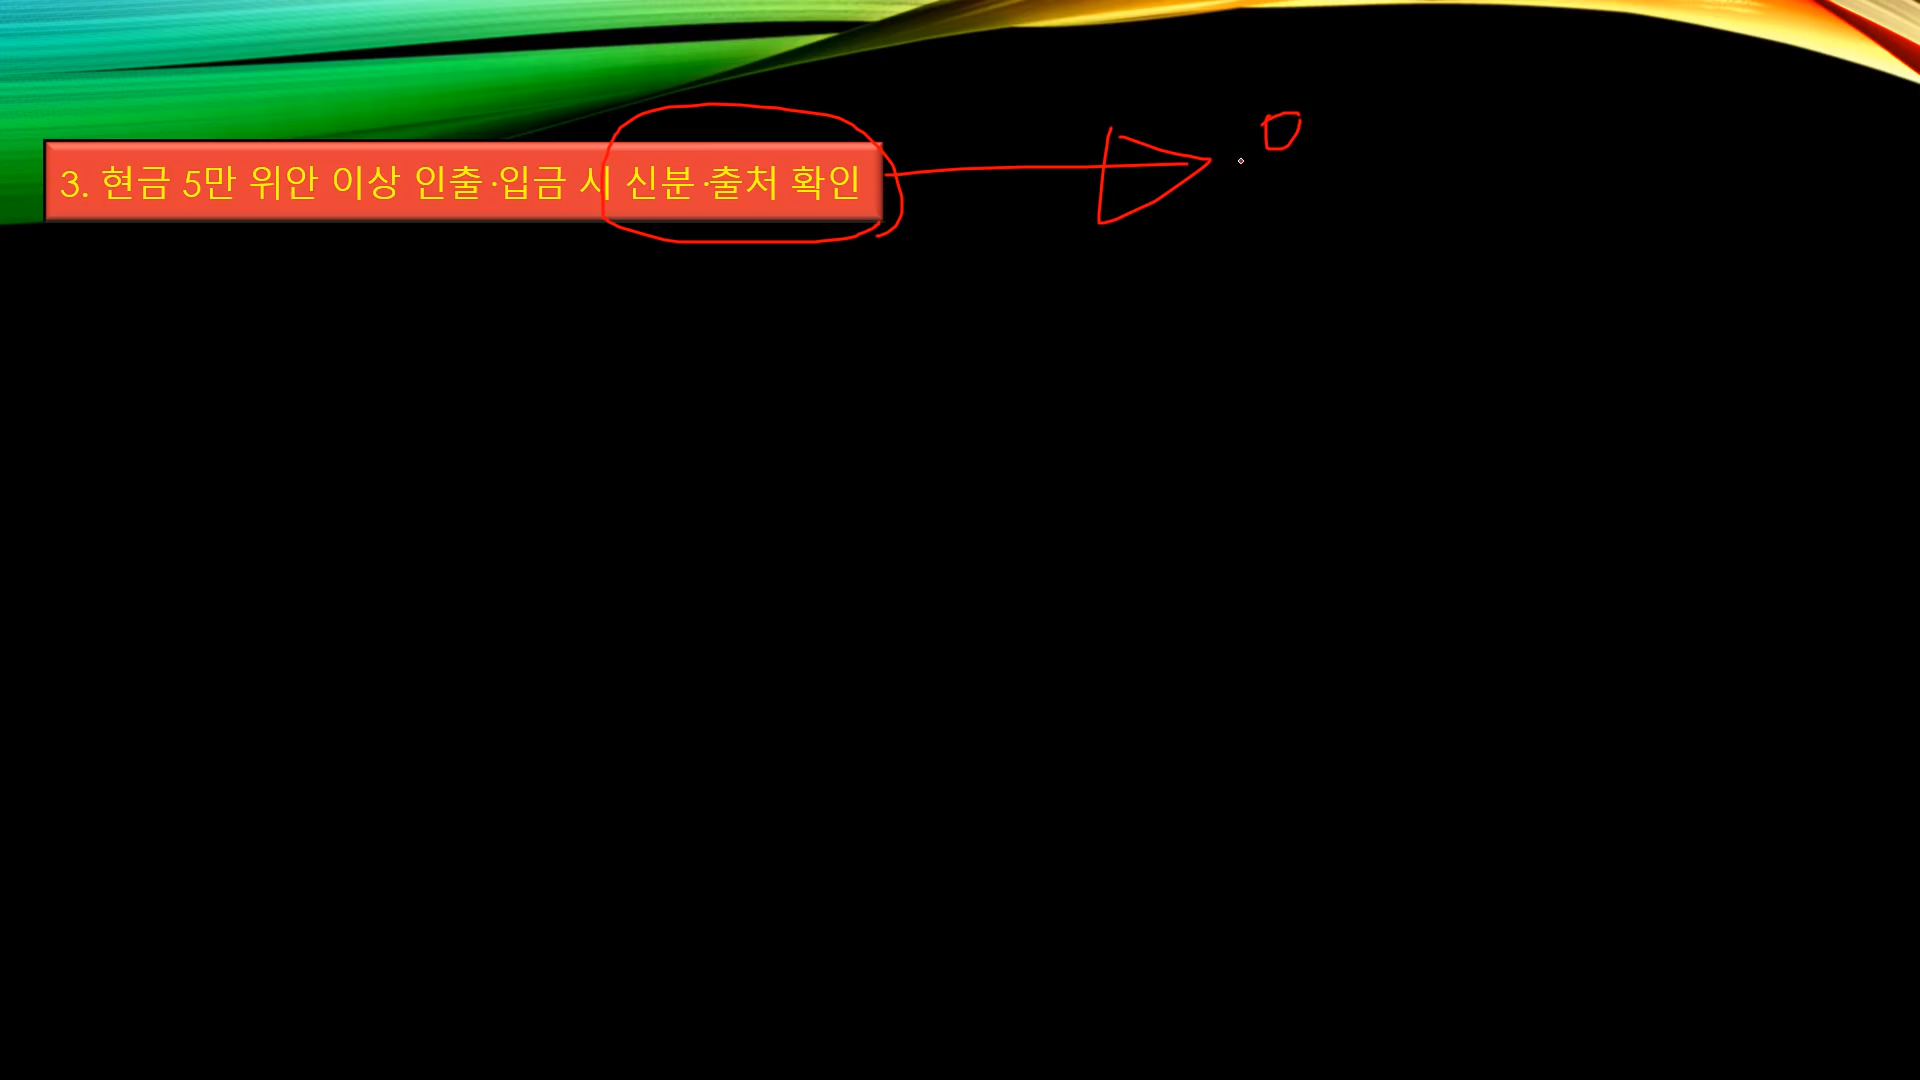 3. 현금 5만 위안 이상 인출·입금 시 신분·출처 확인